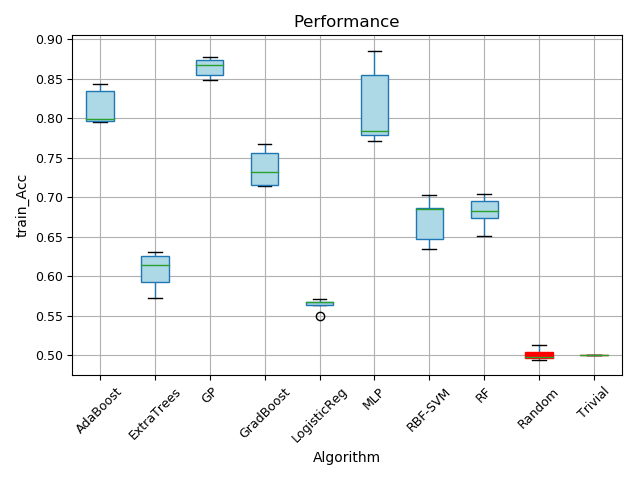 Performance
train_Acc
0.90
0.85
0.80
0.75
0.70
0.65
0.60
0.55
0.50
AdaBoost
ExtraTrees
GP
GradBoost
LogisticReg
MLP
RBF-SVM
RF
Random
Trivial
Algorithm